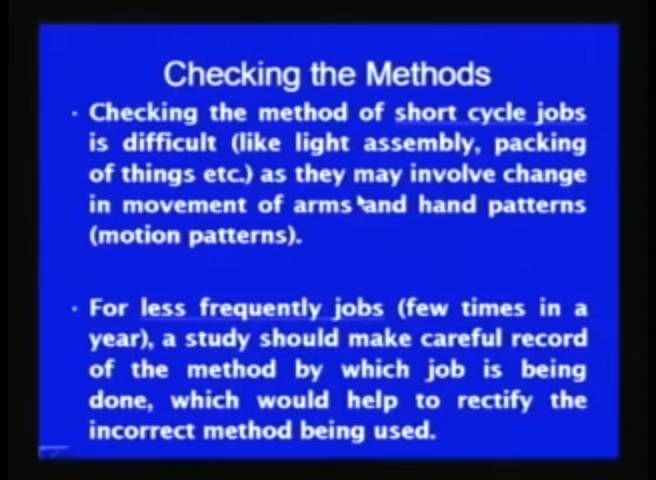 Checking the Methods
· Checking the method of short cycle jobs
is difficult (like light assembly, packing
of things etc.) as they may involve change
in movement of arms and hand patterns
(motion patterns).
· For less frequently jobs (few times in a
year), a study should make careful record
of the method by which job is being
done, which would help to rectify the
incorrect method being used.